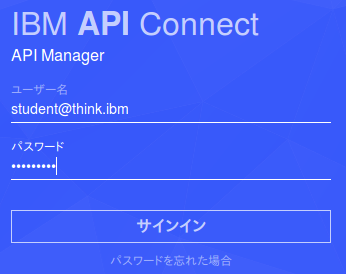 IBM API Connect
API Manager
ユーザー名
student@think.ibm
パスワード
•••••••••
サインイン
パスワードを忘れた場合